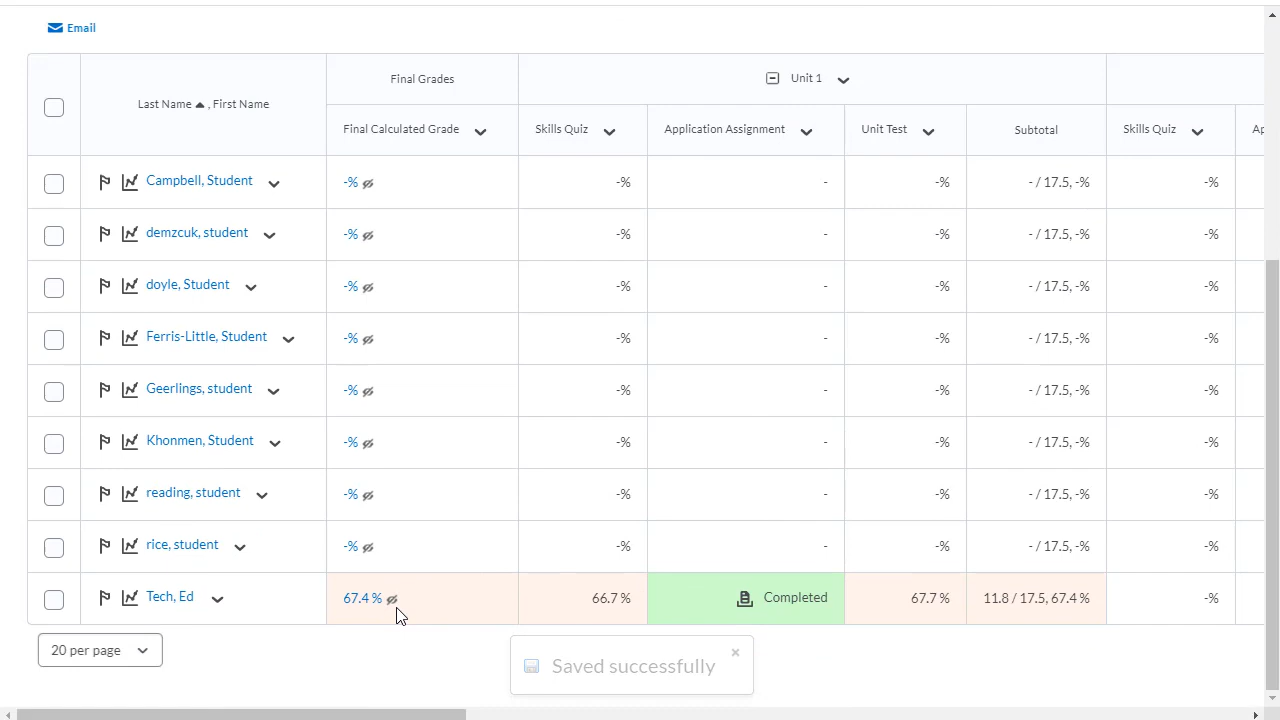 Email
Final Grades
Unit 1
Last Name , First Name
Final Calculated Grade
Skills Quiz
Application Assignment
Unit Test
Subtotal
Skills Quiz
Ap
Campbell, Student -% -% - -% - / 17.5, -% -%
demzcuk, student -% -% - -% - / 17.5, -% -%
doyle, Student -% -% - -% - / 17.5, -% -%
Ferris-Little, Student -% -% - -% - / 17.5, -% -%
Geerlings, student -% -% - -% - / 17.5, -% -%
Khonmen, Student -% -% - -% - / 17.5, -% -%
reading, student -% -% - -% - / 17.5, -% -%
rice, student -% -% - -% - / 17.5, -% -%
Tech, Ed 67.4 % 66.7 % Completed 67.7 % 11.8 / 17.5, 67.4 % -%
20 per page
Saved successfully
×